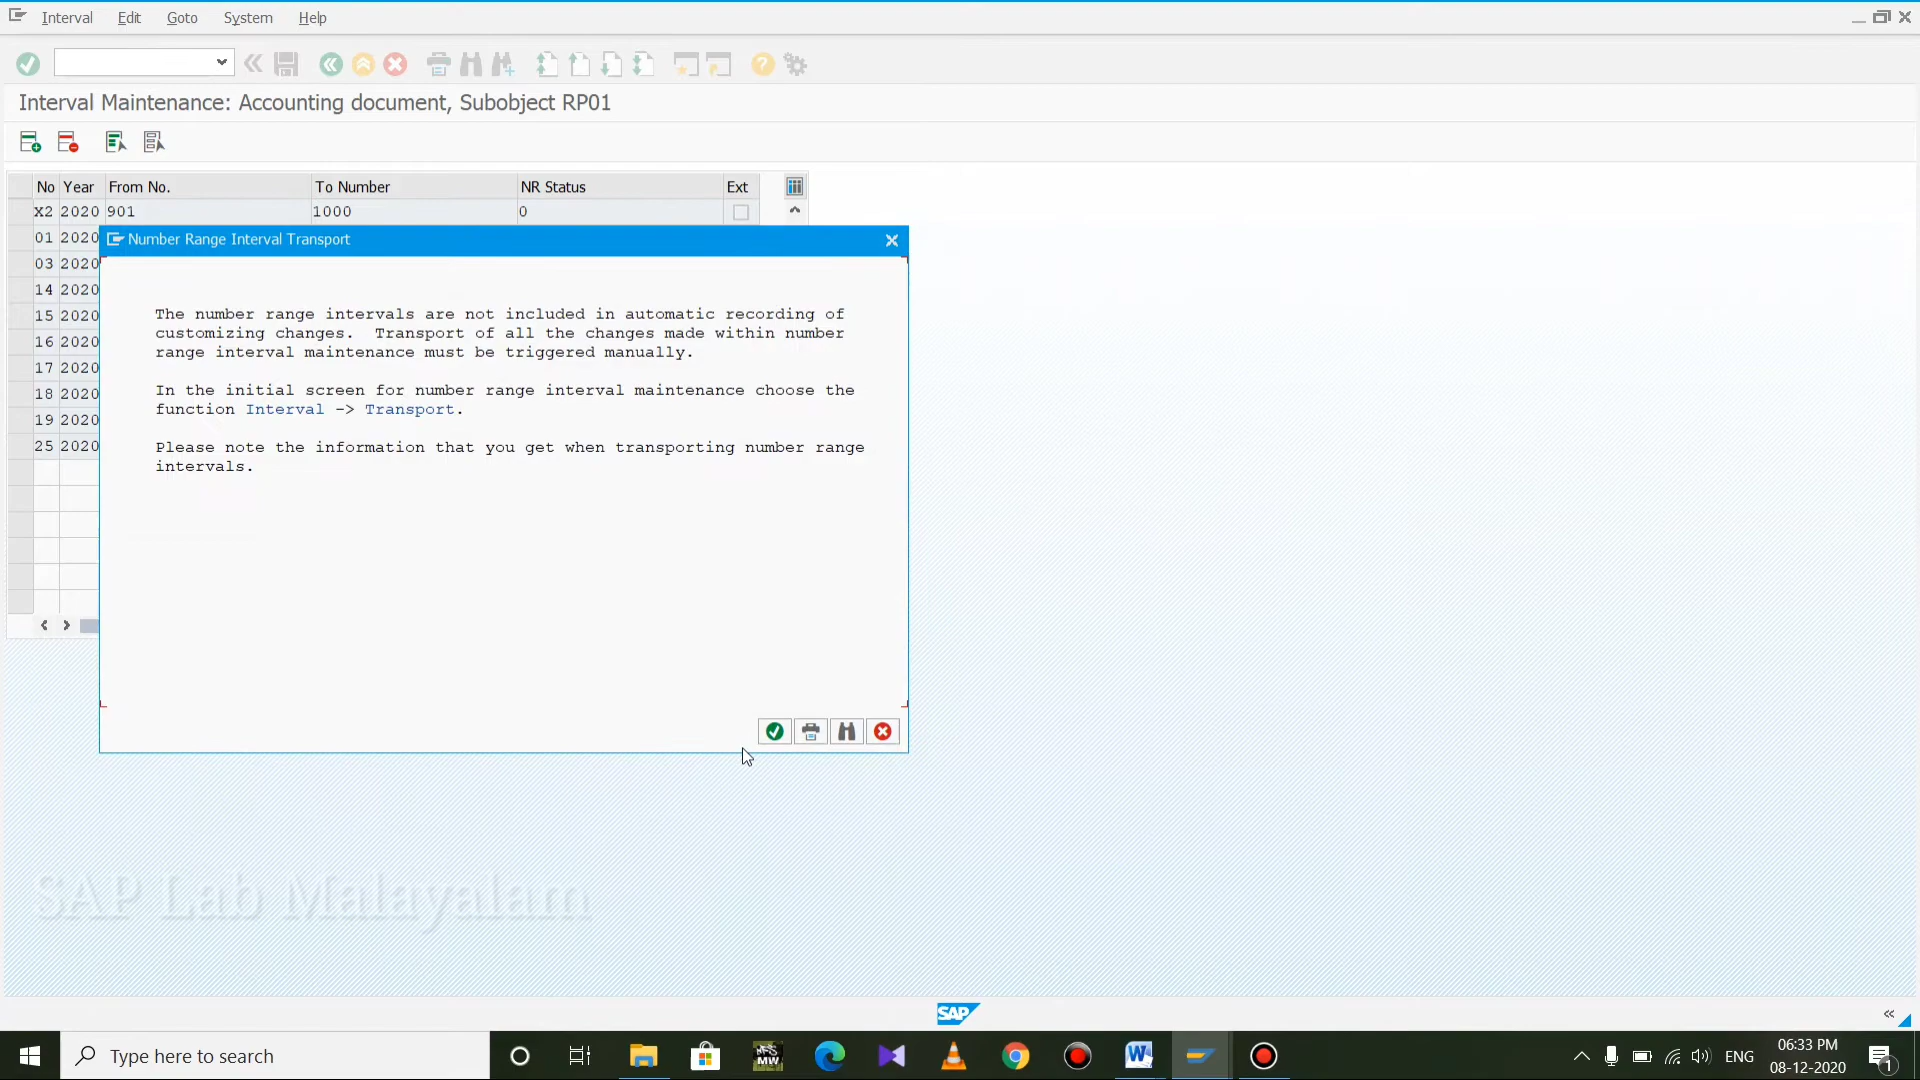 Interval Edit Goto System Help
Interval Maintenance: Accounting document, Subobject RP01
No Year From No. To Number NR Status Ext
X2 2020 901 1000 0
01 2020
03 2020
14 2020
15 2020
16 2020
17 2020
18 2020
19 2020
25 2020
Number Range Interval Transport
The number range intervals are not included in automatic recording of
customizing changes. Transport of all the changes made within number
range interval maintenance must be triggered manually.
In the initial screen for number range interval maintenance choose the
function Interval -> Transport.
Please note the information that you get when transporting number range
intervals.
SAP Lab Malayalam
SAP
Type here to search
MW
ENG
06:33 PM
08-12-2020
1